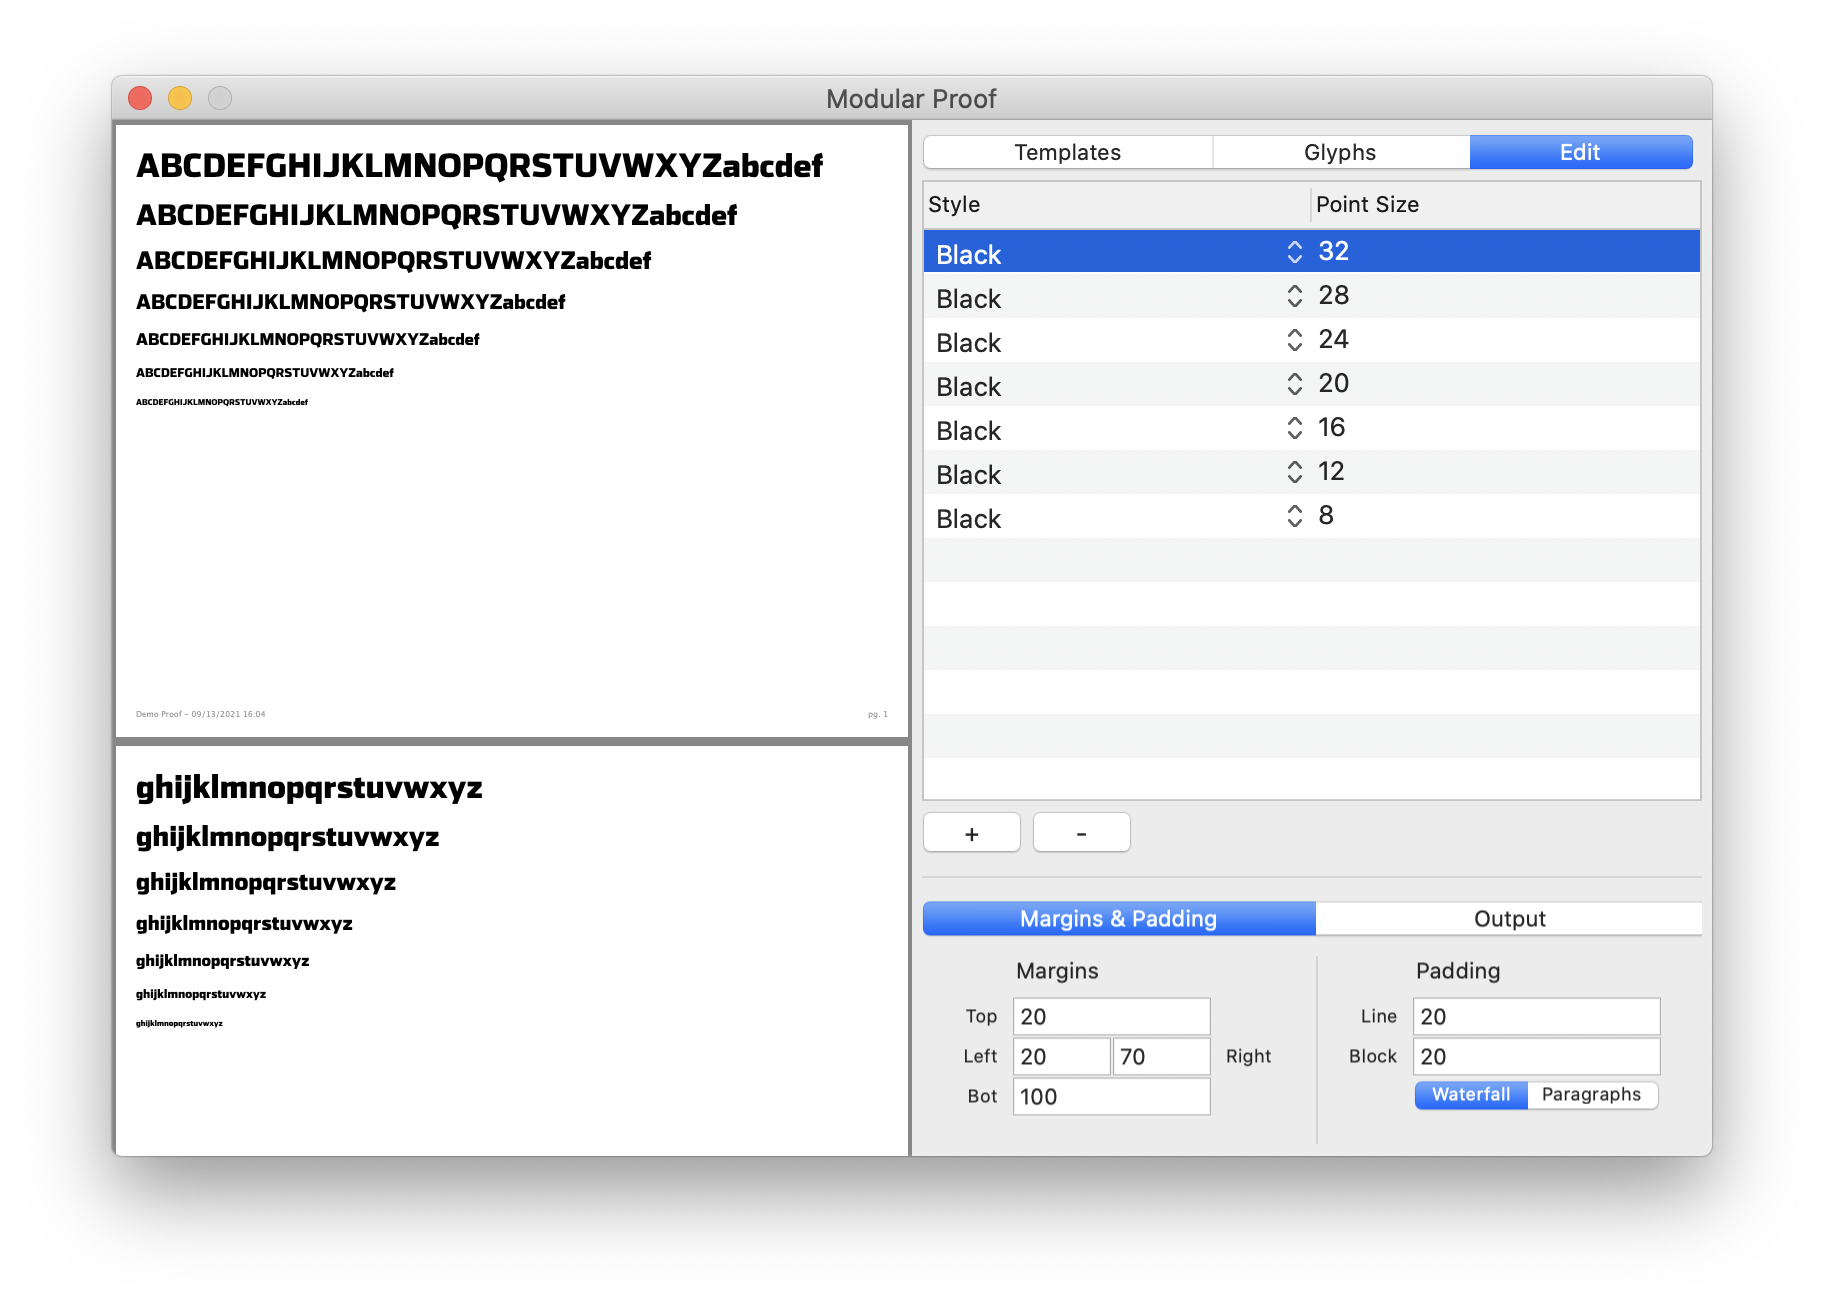 Modular Proof
ABCDEFGHIJKLMNOPQRSTUVWXYZabcdef
ABCDEFGHIJKLMNOPQRSTUVWXYZabcdef
ABCDEFGHIJKLMNOPQRSTUVWXYZabcdef
ABCDEFGHIJKLMNOPQRSTUVWXYZabcdef
ABCDEFGHIJKLMNOPQRSTUVWXYZabcdef
ABCDEFGHIJKLMNOPQRSTUVWXYZabcdef
ABCDEFGHIJKLMNOPQRSTUVWXYZabcdef
Demo Proof – 09/13/2021 16:04 pg. 1
ghijklmnopqrstuvwxyz
ghijklmnopqrstuvwxyz
ghijklmnopqrstuvwxyz
ghijklmnopqrstuvwxyz
ghijklmnopqrstuvwxyz
ghijklmnopqrstuvwxyz
ghijklmnopqrstuvwxyz
Templates Glyphs Edit
Style Point Size
Black 32
Black 28
Black 24
Black 20
Black 16
Black 12
Black 8
+ -
Margins & Padding Output
Margins
Top 20
Left 20 70 Right
Bot 100
Padding
Line 20
Block 20
Waterfall Paragraphs